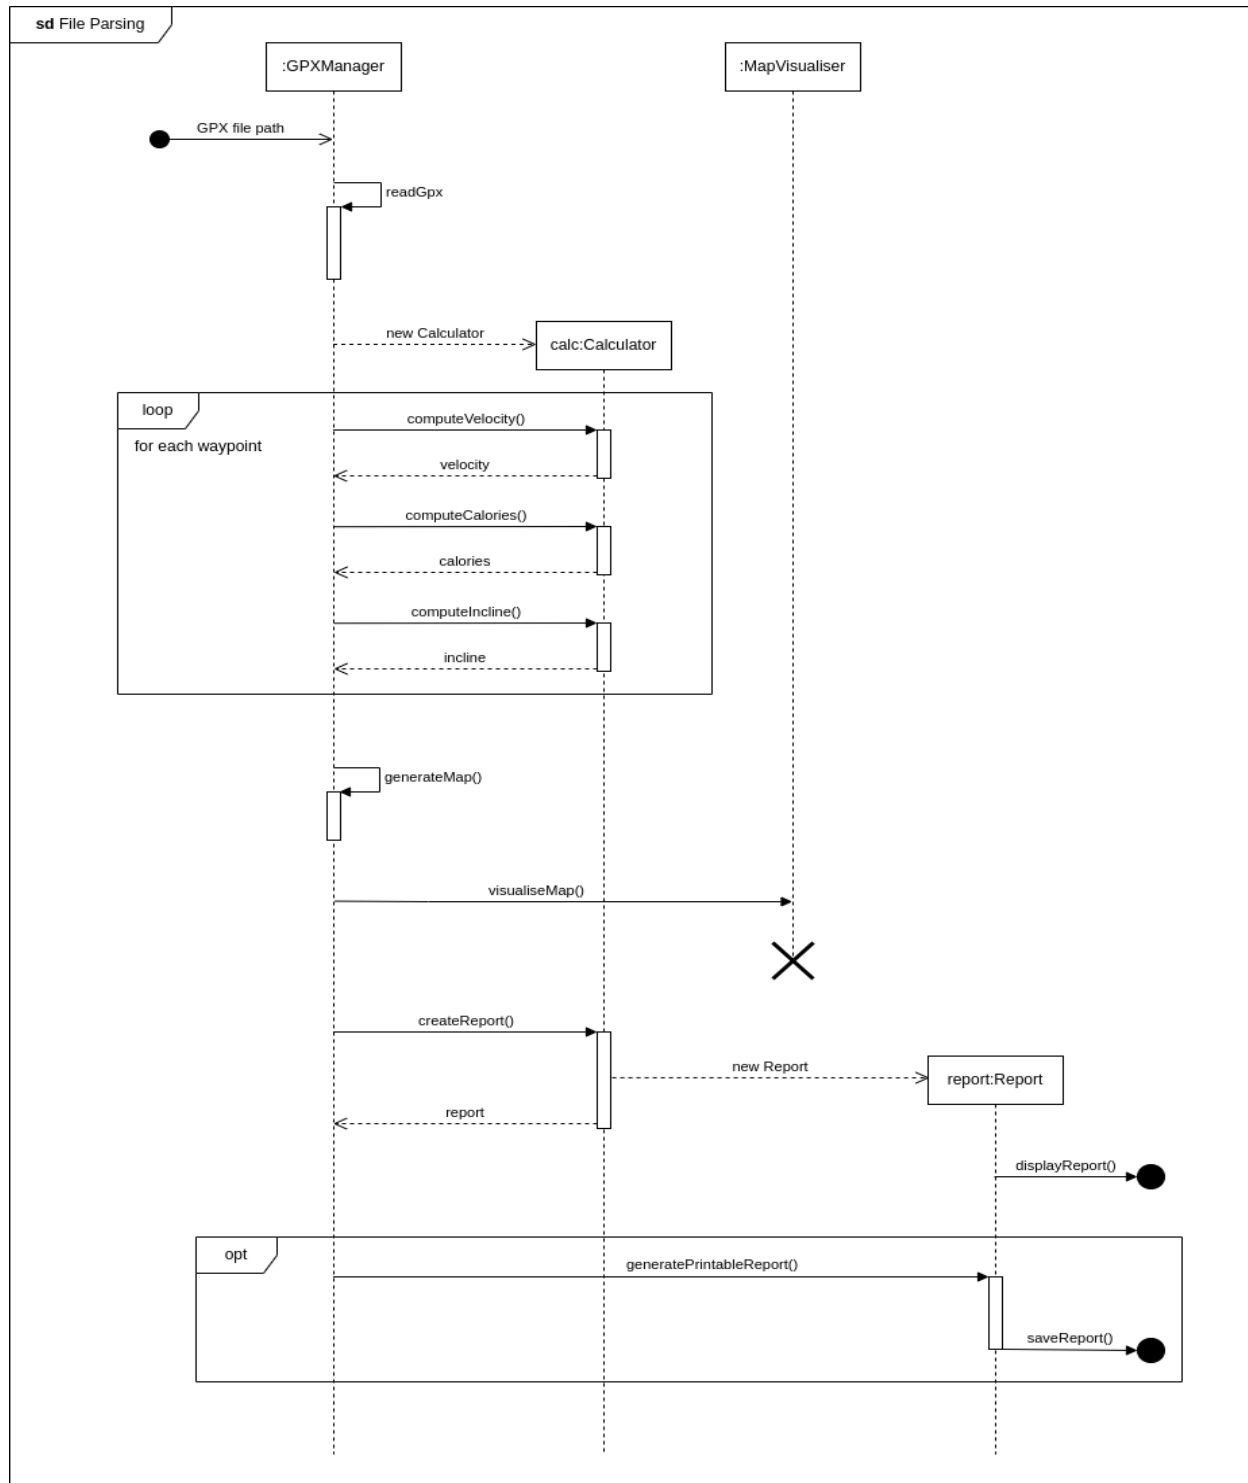 sd File Parsing
:GPXManager
:MapVisualiser
GPX file path
readGpx
new Calculator
calc:Calculator
loop
for each waypoint
computeVelocity()
velocity
computeCalories()
calories
computeIncline()
incline
generateMap()
visualiseMap()
createReport()
new Report
report:Report
report
displayReport()
opt
generatePrintableReport()
saveReport()